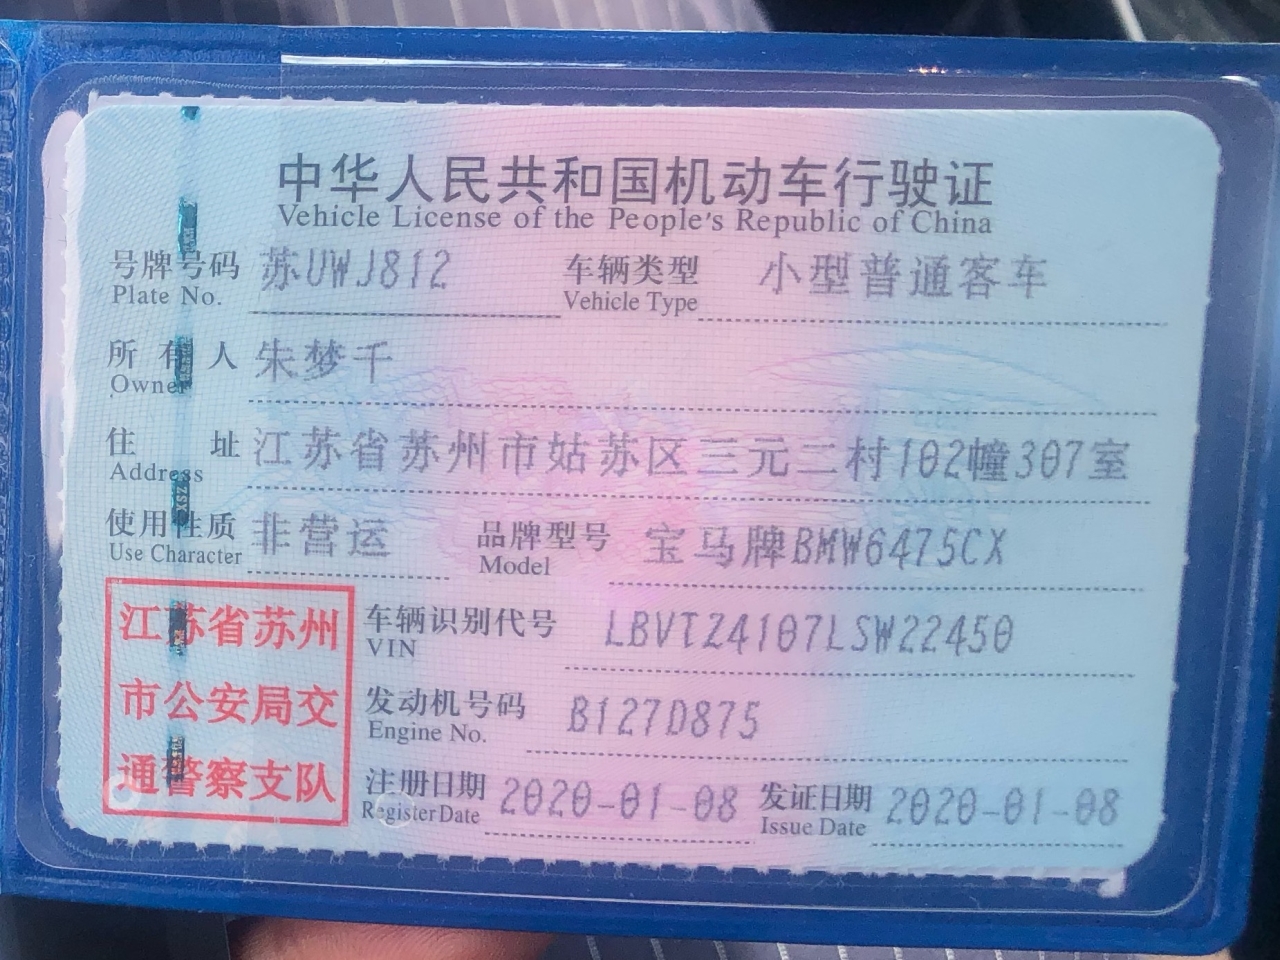 中华人民共和国机动车行驶证
Vehicle License of the People's Republic of China
号牌号码 苏UWJ812 车辆类型 小型普通客车
Plate No. Vehicle Type
所有人 朱梦千
Owner
住址 江苏省苏州市姑苏区三元二村102幢307室
Address
使用性质 非营运 品牌型号 宝马牌BMW6475CX
Use Character Model
江苏省苏州
市公安局交
通警察支队
车辆识别代号 LBVTZ4107LSW22450
VIN
发动机号码 B127D875
Engine No.
注册日期 2020-01-08 发证日期 2020-01-08
Register Date Issue Date